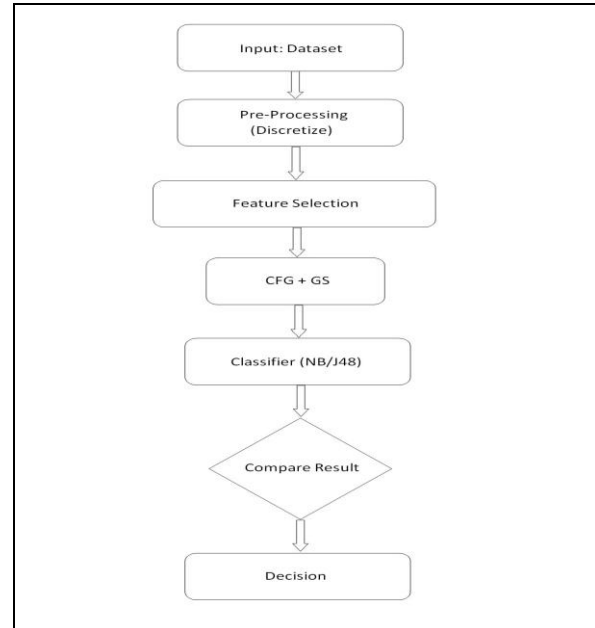 Input: Dataset
Pre-Processing
(Discretize)
Feature Selection
CFG + GS
Classifier (NB/J48)
Compare Result
Decision